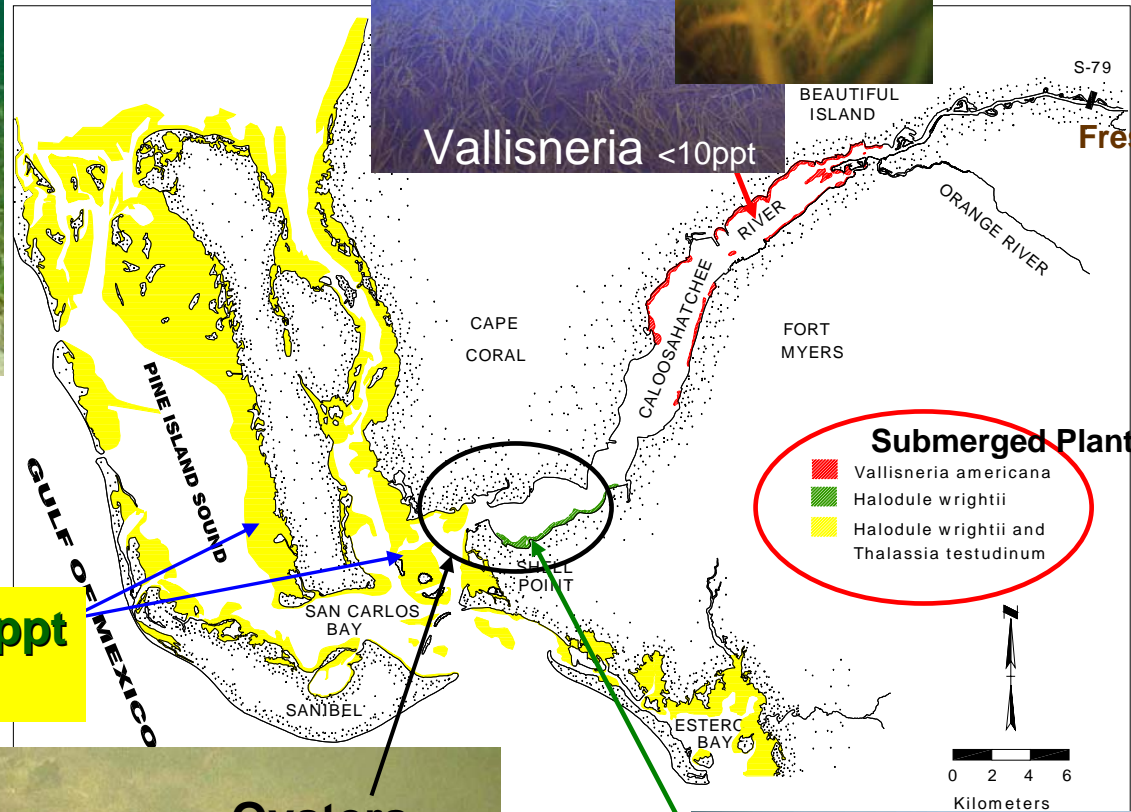 S-79
BEAUTIFUL
ISLAND
Vallisneria <10ppt
ORANGE RIVER
RIVER
CALOOSAHATCHEE
CAPE
CORAL
FORT
MYERS
PINE ISLAND SOUND
GULF OF MEXICO
Submerged Plant
Vallisneria americana
Halodule wrightii
Halodule wrightii and
Thalassia testudinum
SHELL
POINT
SAN CARLOS
BAY
ppt
SANIBEL
ESTERO
BAY
0 2 4 6
Kilometers
Oysters